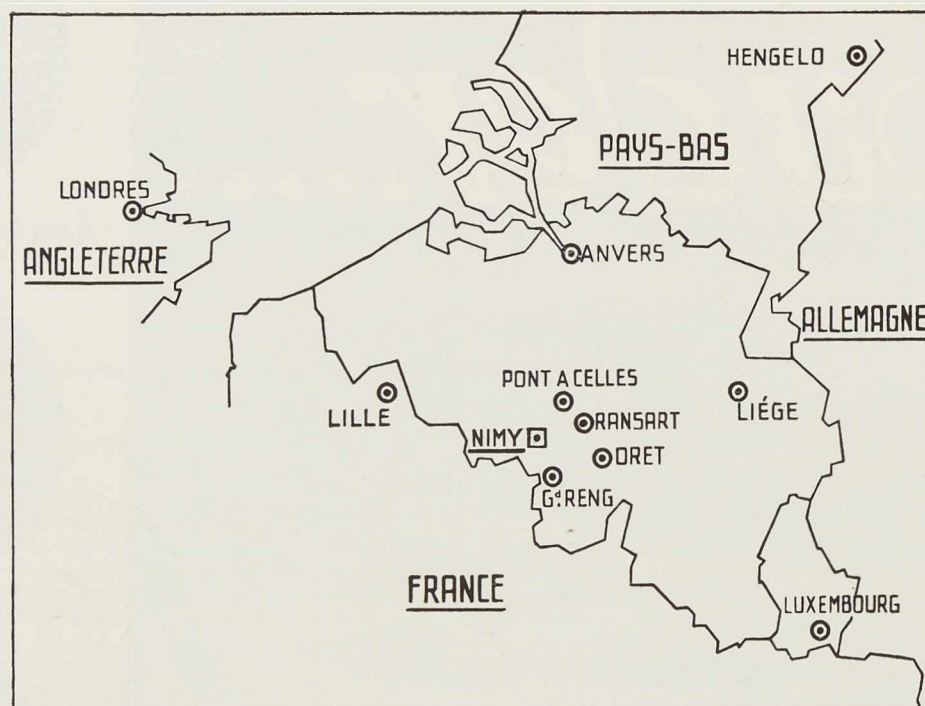 HENGELO
PAYS-BAS
LONDRES
ANGLETERRE
ANVERS
ALLEMAGNE
PONT A CELLES
LILLE
LIÉGE
RANSART
NIMY
ORET
Gᵈ RENG
FRANCE
LUXEMBOURG